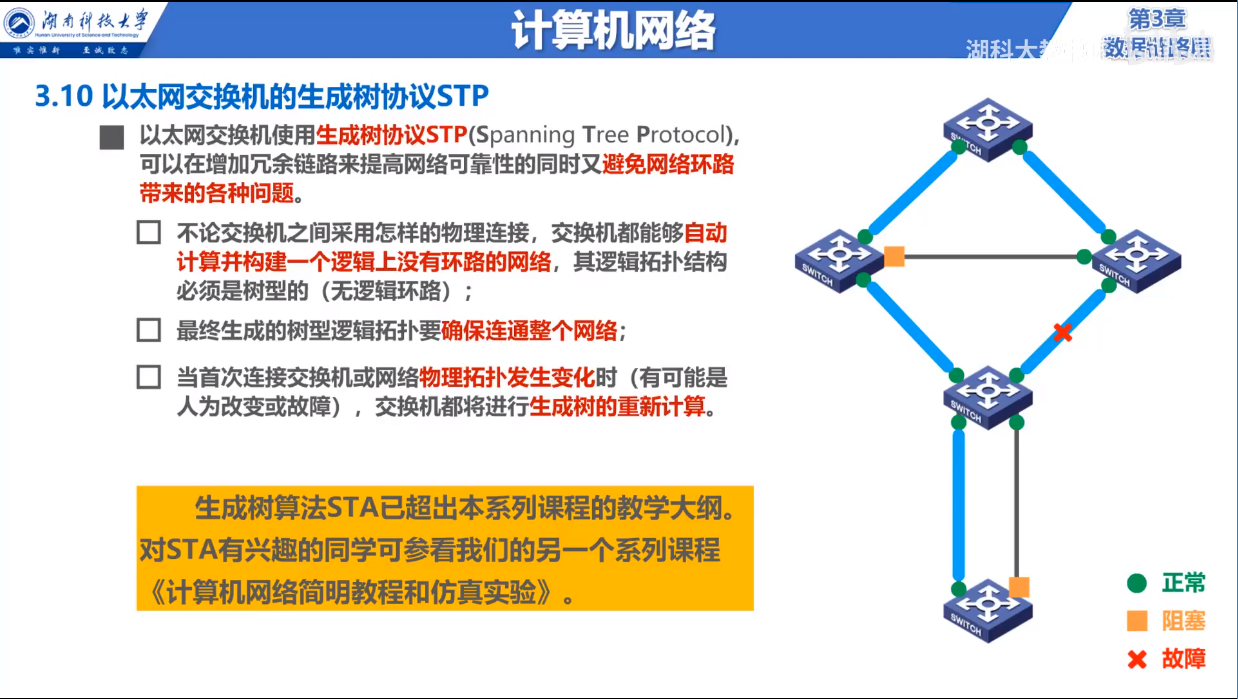 湖南科技大学
Hunan University of Science and Technology
唯实惟新 至诚致志
计算机网络
第3章
数据链路层
湖科大教书匠
3.10 以太网交换机的生成树协议STP
以太网交换机使用生成树协议STP(Spanning Tree Protocol),
可以在增加冗余链路来提高网络可靠性的同时又避免网络环路
带来的各种问题。
不论交换机之间采用怎样的物理连接，交换机都能够自动
计算并构建一个逻辑上没有环路的网络，其逻辑拓扑结构
必须是树型的（无逻辑环路）；
最终生成的树型逻辑拓扑要确保连通整个网络；
当首次连接交换机或网络物理拓扑发生变化时（有可能是
人为改变或故障），交换机都将进行生成树的重新计算。
生成树算法STA已超出本系列课程的教学大纲。
对STA有兴趣的同学可参看我们的另一个系列课程
《计算机网络简明教程和仿真实验》。
SWITCH
SWITCH
SWITCH
SWITCH
SWITCH
正常
阻塞
故障